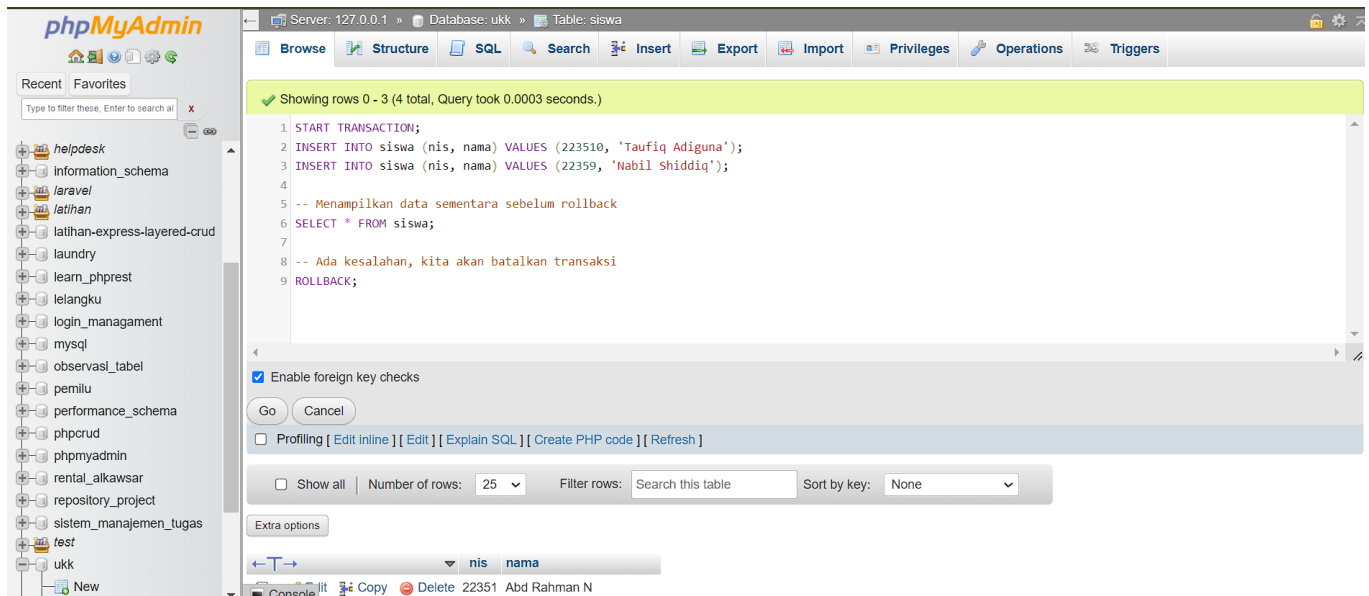 phpMyAdmin
Recent Favorites
Type to filter these, Enter to search al X
helpdesk
information_schema
laravel
latihan
latihan-express-layered-crud
laundry
learn_phprest
lelangku
login_managament
mysql
observasi_tabel
pemilu
performance_schema
phpcrud
phpmyadmin
rental_alkawsar
repository_project
sistem_manajemen_tugas
test
ukk
New
Server: 127.0.0.1 » Database: ukk » Table: siswa
Browse Structure SQL Search Insert Export Import Privileges Operations Triggers
Showing rows 0 - 3 (4 total, Query took 0.0003 seconds.)
1 START TRANSACTION;
2 INSERT INTO siswa (nis, nama) VALUES (223510, 'Taufiq Adiguna');
3 INSERT INTO siswa (nis, nama) VALUES (22359, 'Nabil Shiddiq');
4
5 -- Menampilkan data sementara sebelum rollback
6 SELECT * FROM siswa;
7
8 -- Ada kesalahan, kita akan batalkan transaksi
9 ROLLBACK;
Enable foreign key checks
Go Cancel
Profiling [ Edit inline ] [ Edit ] [ Explain SQL ] [ Create PHP code ] [ Refresh ]
Show all Number of rows: 25 Filter rows: Search this table Sort by key: None
Extra options
←T→ nis nama
Copy Delete 22351 Abd Rahman N
Console